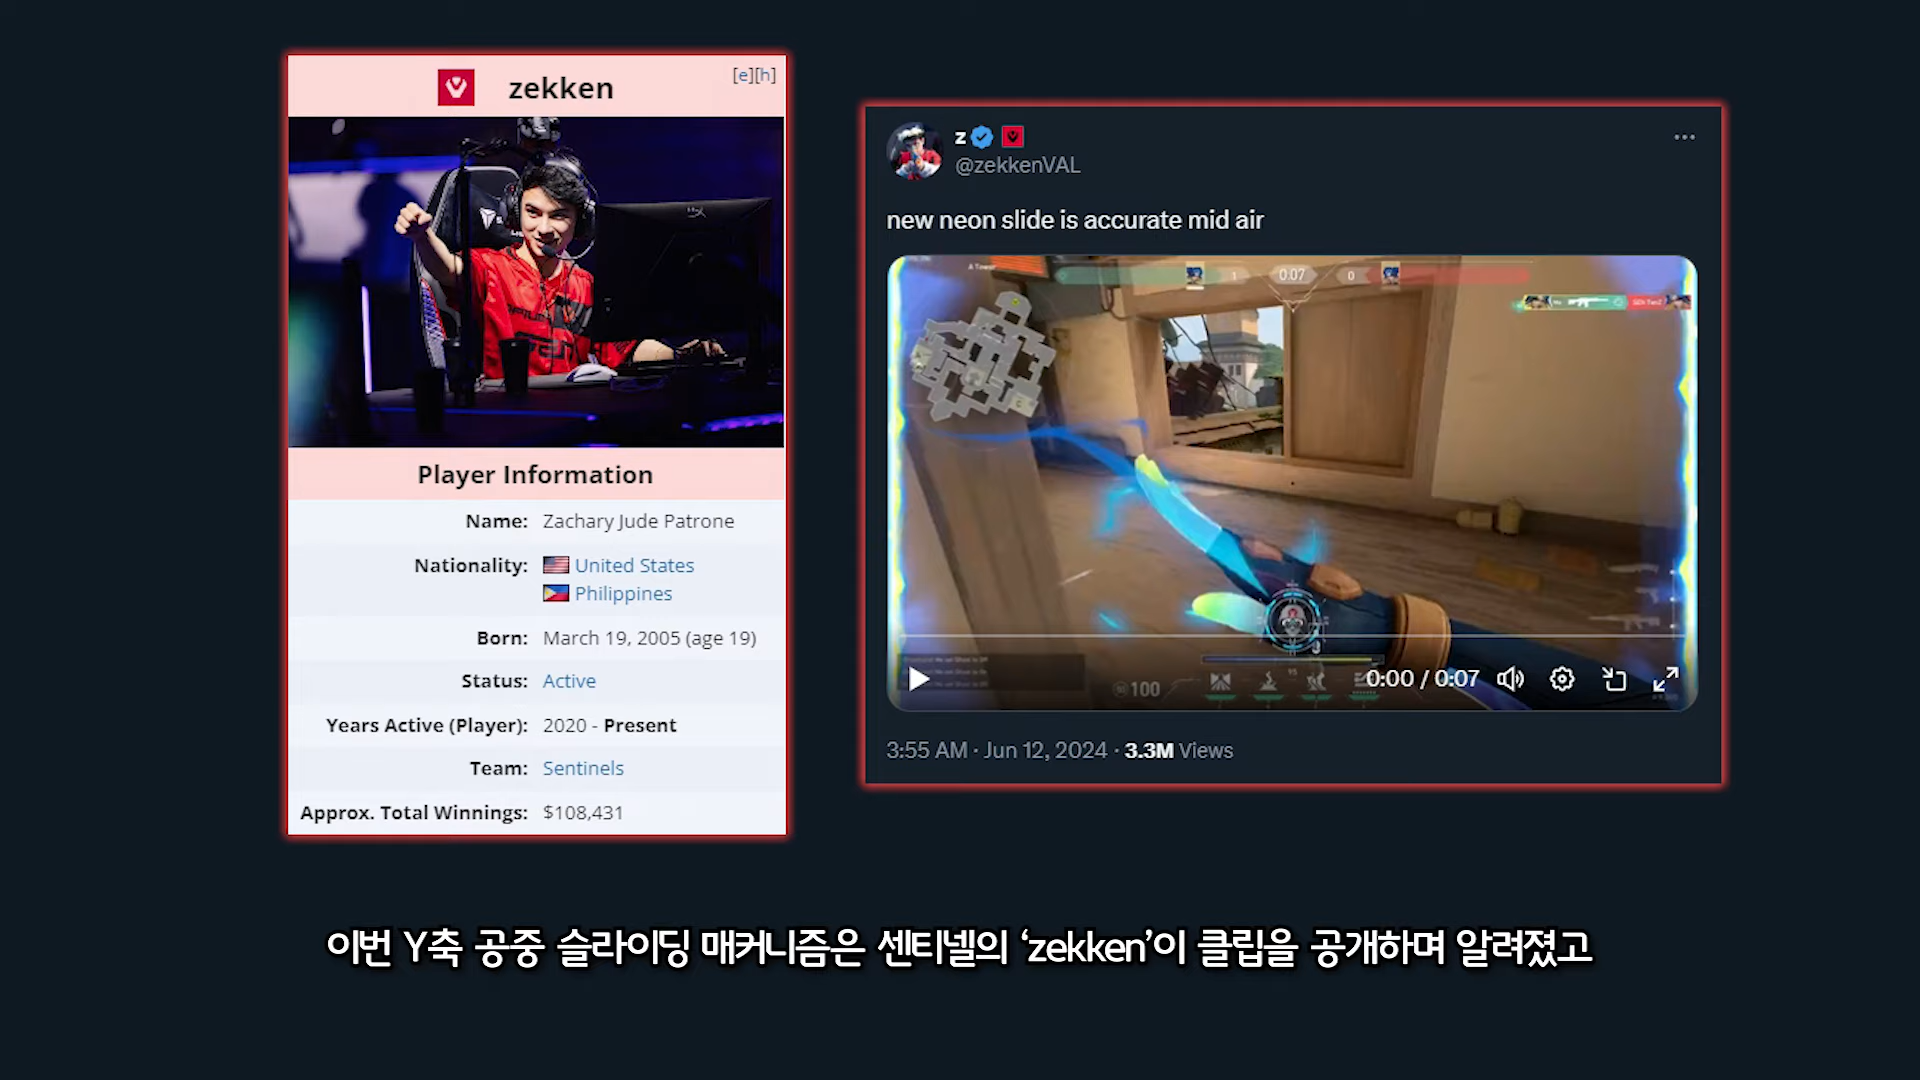 zekken
[e][h]
Player Information
Name: Zachary Jude Patrone
Nationality: United States
Philippines
Born: March 19, 2005 (age 19)
Status: Active
Years Active (Player): 2020 - Present
Team: Sentinels
Approx. Total Winnings: $108,431
z
@zekkenVAL
new neon slide is accurate mid air
A Tower
1 0:07 0
100
0:00 / 0:07
3:55 AM · Jun 12, 2024 · 3.3M Views
이번 Y축 공중 슬라이딩 매커니즘은 센티넬의 ‘zekken’이 클립을 공개하며 알려졌고